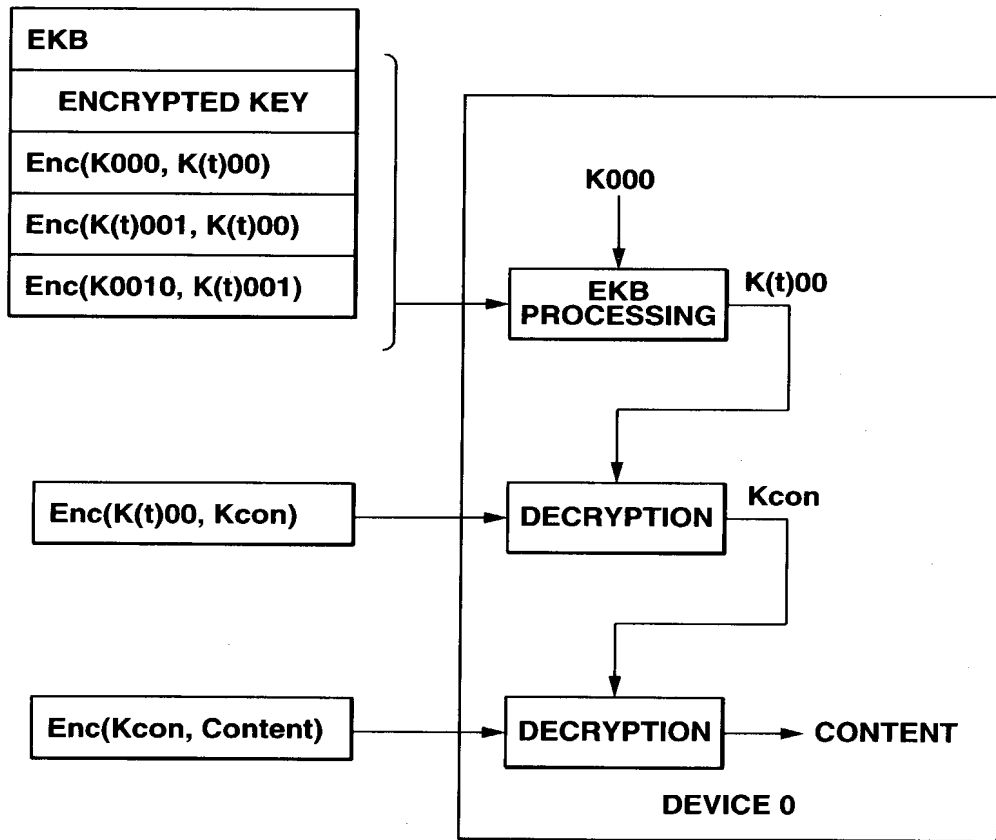 EKB
ENCRYPTED KEY
Enc(K000, K(t)00)
Enc(K(t)001, K(t)00)
Enc(K0010, K(t)001)
K000
EKB
PROCESSING
K(t)00
Enc(K(t)00, Kcon)
DECRYPTION
Kcon
Enc(Kcon, Content)
DECRYPTION
CONTENT
DEVICE 0